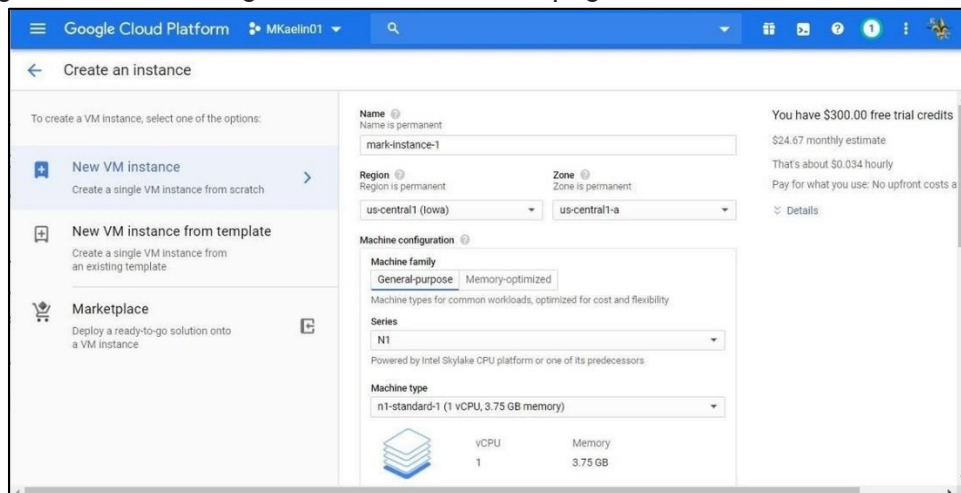 Google Cloud Platform MKaelin01
1
Create an instance
To create a VM instance, select one of the options:
New VM instance
Create a single VM instance from scratch
New VM instance from template
Create a single VM instance from
an existing template
Marketplace
Deploy a ready-to-go solution onto
a VM instance
Name
Name is permanent
mark-instance-1
Region
Region is permanent
us-central1 (Iowa)
Zone
Zone is permanent
us-central1-a
Machine configuration
Machine family
General-purpose Memory-optimized
Machine types for common workloads, optimized for cost and flexibility
Series
N1
Powered by Intel Skylake CPU platform or one of its predecessors
Machine type
n1-standard-1 (1 vCPU, 3.75 GB memory)
vCPU Memory
1 3.75 GB
You have $300.00 free trial credits
$24.67 monthly estimate
That's about $0.034 hourly
Pay for what you use: No upfront costs a
Details